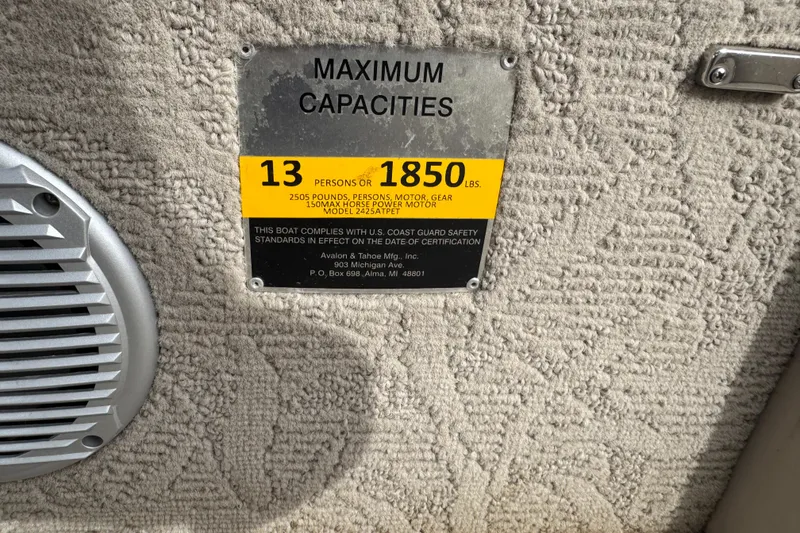 MAXIMUM
CAPACITIES
13 PERSONS OR 1850 LBS.
2505 POUNDS, PERSONS, MOTOR, GEAR
150MAX HORSE POWER MOTOR
MODEL 2425ATPET
THIS BOAT COMPLIES WITH U.S. COAST GUARD SAFETY
STANDARDS IN EFFECT ON THE DATE OF CERTIFICATION
Avalon & Tahoe Mfg., Inc.
903 Michigan Ave.
P.O. Box 698, Alma, MI 48801